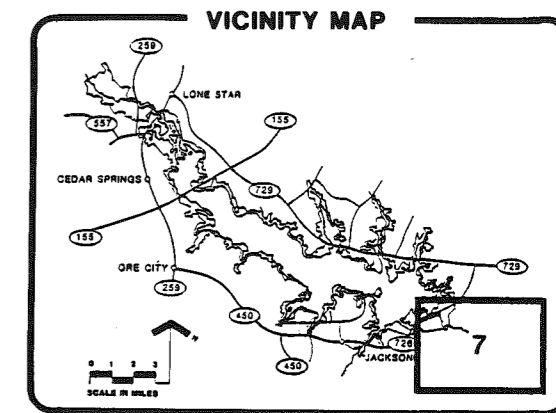 VICINITY MAP
259
LONE STAR
557
155
CEDAR SPRINGS
729
155
ORE CITY
259
729
450
7
726
JACKSON
450
N
0 1 2 3
SCALE IN MILES